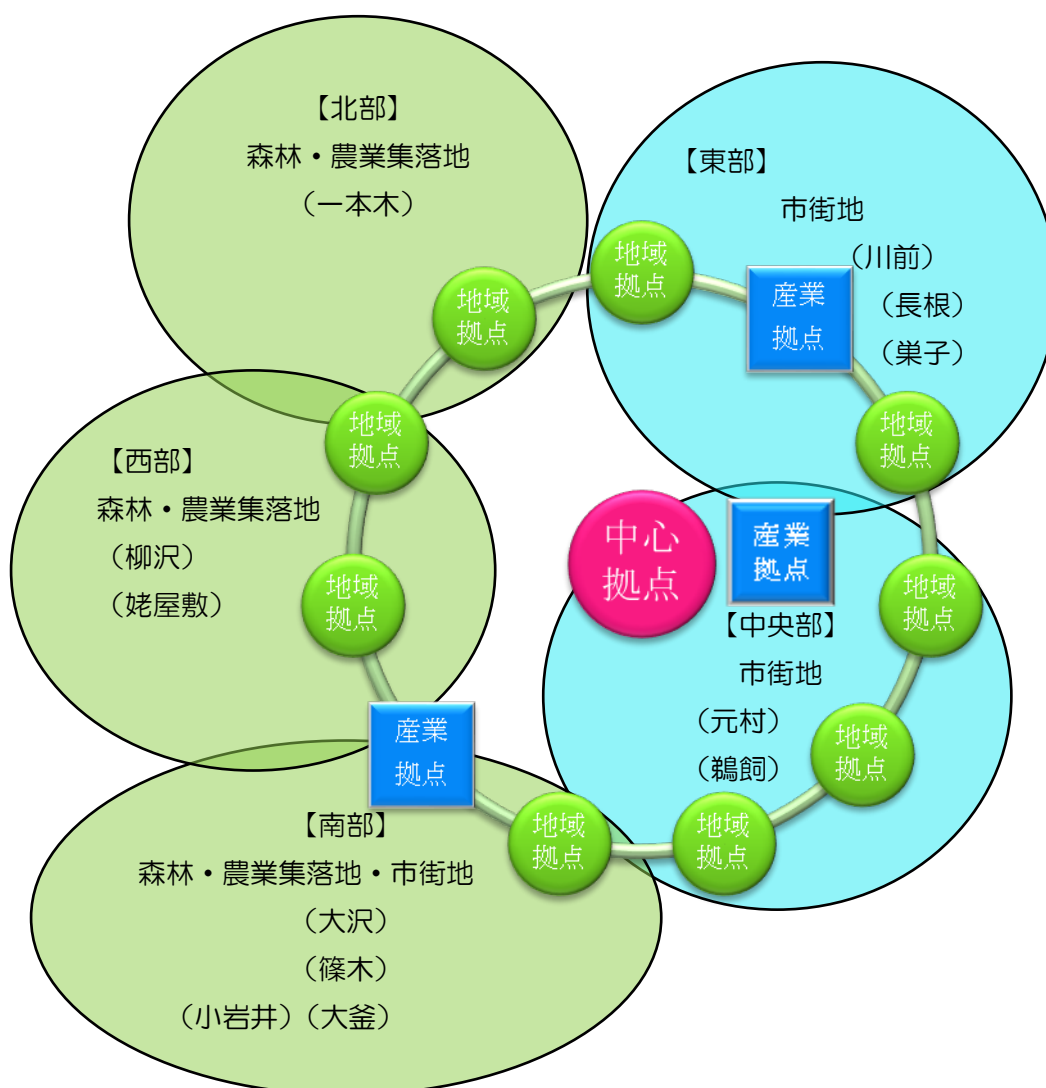 【北部】
森林・農業集落地
（一本木）
【東部】
市街地
（川前）
（長根）
（巣子）
地域
拠点
産業
拠点
地域
拠点
地域
拠点
地域
拠点
【西部】
森林・農業集落地
（柳沢）
（姥屋敷）
中心
拠点
産業
拠点
地域
拠点
地域
拠点
【中央部】
市街地
（元村）
（鵜飼）
産業
拠点
地域
拠点
地域
拠点
地域
拠点
【南部】
森林・農業集落地・市街地
（大沢）
（篠木）
（小岩井）（大釜）